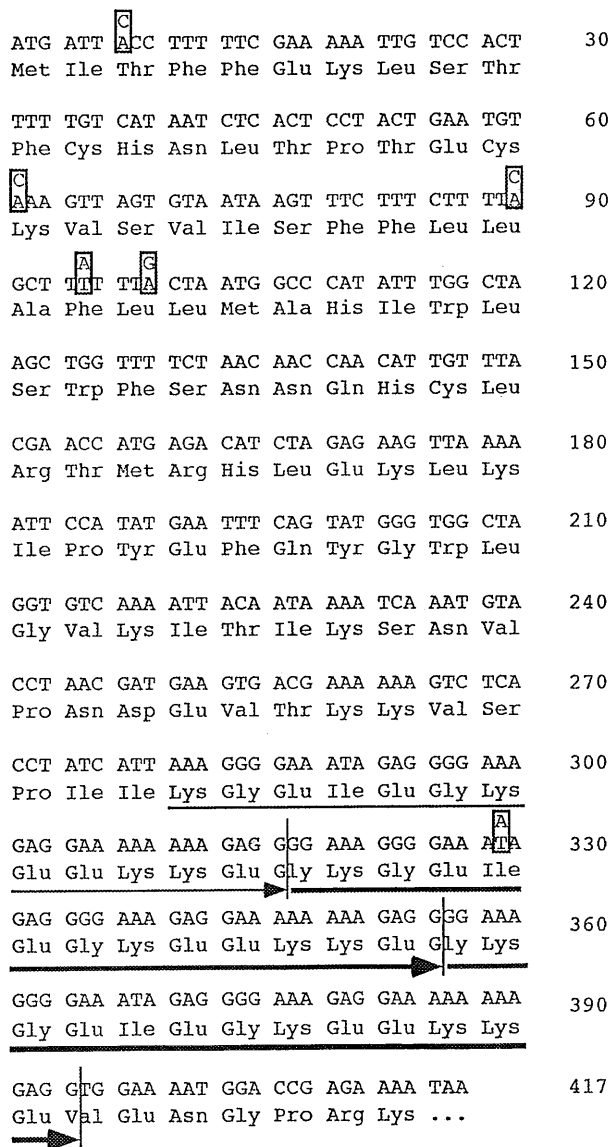 C
ATG ATT ACC TTT TTC GAA AAA TTG TCC ACT 30
Met Ile Thr Phe Phe Glu Lys Leu Ser Thr
TTT TGT CAT AAT CTC ACT CCT ACT GAA TGT 60
Phe Cys His Asn Leu Thr Pro Thr Glu Cys
C C
AAA GTT AGT GTA ATA AGT TTC TTT CTT TTA 90
Lys Val Ser Val Ile Ser Phe Phe Leu Leu
A G
GCT TTT TTA CTA ATG GCC CAT ATT TGG CTA 120
Ala Phe Leu Leu Met Ala His Ile Trp Leu
AGC TGG TTT TCT AAC AAC CAA CAT TGT TTA 150
Ser Trp Phe Ser Asn Asn Gln His Cys Leu
CGA ACC ATG AGA CAT CTA GAG AAG TTA AAA 180
Arg Thr Met Arg His Leu Glu Lys Leu Lys
ATT CCA TAT GAA TTT CAG TAT GGG TGG CTA 210
Ile Pro Tyr Glu Phe Gln Tyr Gly Trp Leu
GGT GTC AAA ATT ACA ATA AAA TCA AAT GTA 240
Gly Val Lys Ile Thr Ile Lys Ser Asn Val
CCT AAC GAT GAA GTG ACG AAA AAA GTC TCA 270
Pro Asn Asp Glu Val Thr Lys Lys Val Ser
CCT ATC ATT AAA GGG GAA ATA GAG GGG AAA 300
Pro Ile Ile Lys Gly Glu Ile Glu Gly Lys
A
GAG GAA AAA AAA GAG GGG AAA GGG GAA ATA 330
Glu Glu Lys Lys Glu Gly Lys Gly Glu Ile
GAG GGG AAA GAG GAA AAA AAA GAG GGG AAA 360
Glu Gly Lys Glu Glu Lys Lys Glu Gly Lys
GGG GAA ATA GAG GGG AAA GAG GAA AAA AAA 390
Gly Glu Ile Glu Gly Lys Glu Glu Lys Lys
GAG GTG GAA AAT GGA CCG AGA AAA TAA 417
Glu Val Glu Asn Gly Pro Arg Lys ...